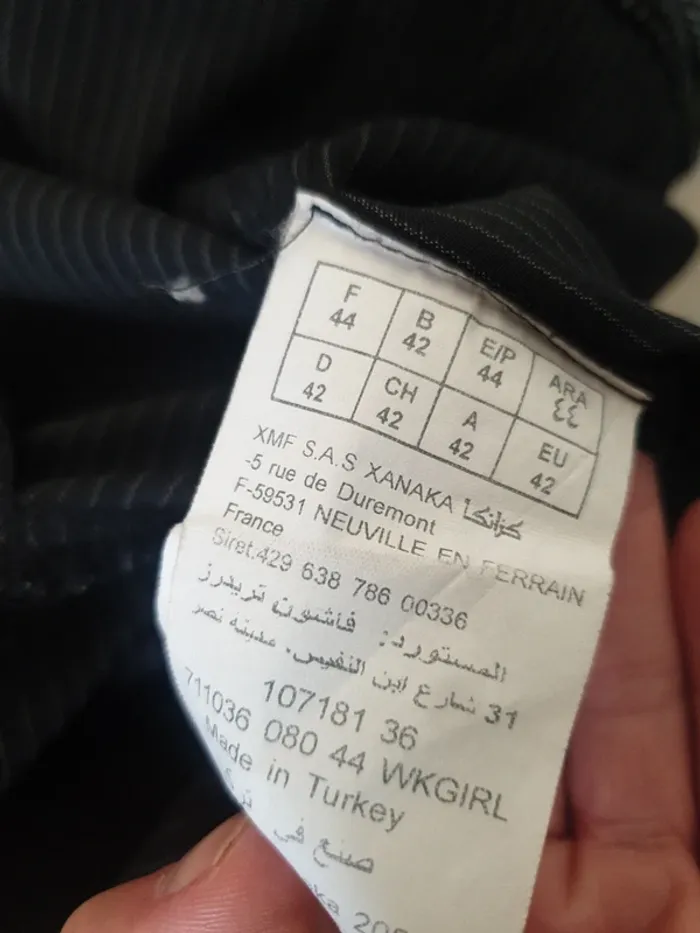 F B E/P ARA
44 42 44 ٤٤
D CH A EU
42 42 42 42
XMF S.A.S XANAKA كزانكا
-5 rue de Duremont
F-59531 NEUVILLE EN FERRAIN
France
Siret.429 638 786 00336
المستورد: فاشون تريدرز
31 شارع ابن النفيس، مدينة نصر
107181 36
711036 080 44 WKGIRL
Made in Turkey
صنع في